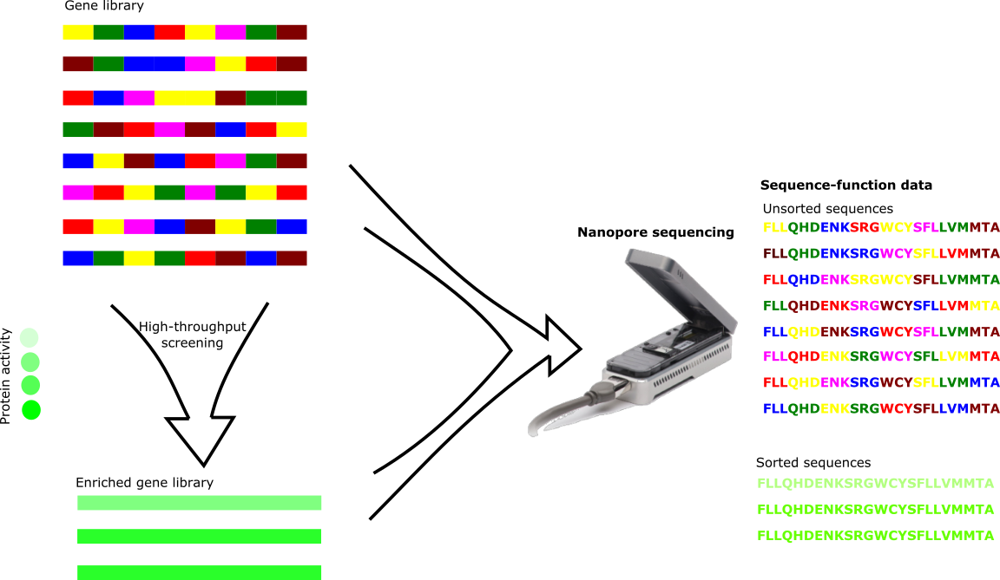 Gene library
High-throughput
screening
Protein activity
Enriched gene library
Nanopore sequencing
Sequence-function data
Unsorted sequences
FLLQHDENKSRGWCYSFLLVMMTA
FLLQHDENKSRGWCYSFLLVMMTA
FLLQHDENKSRGWCYSFLLVMMTA
FLLQHDENKSRGWCYSFLLVMMTA
FLLQHDENKSRGWCYSFLLVMMTA
FLLQHDENKSRGWCYSFLLVMMTA
FLLQHDENKSRGWCYSFLLVMMTA
FLLQHDENKSRGWCYSFLLVMMTA
Sorted sequences
FLLQHDENKSRGWCYSFLLVMMTA
FLLQHDENKSRGWCYSFLLVMMTA
FLLQHDENKSRGWCYSFLLVMMTA